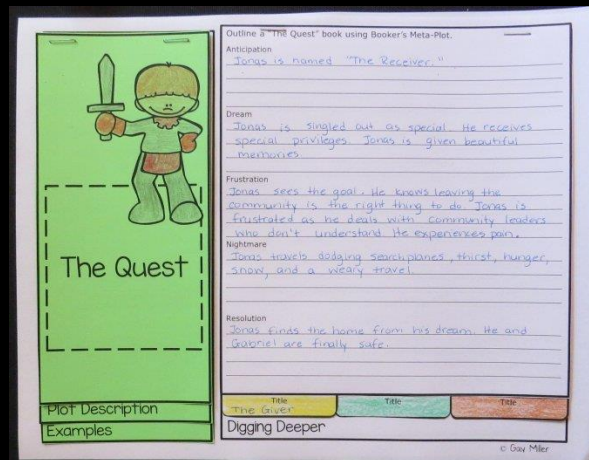 The Quest
Plot Description
Examples
Outline a "The Quest" book using Booker's Meta-Plot.
Anticipation
Jonas is named "The Receiver."
Dream
Jonas is singled out as special. He receives
special privileges. Jonas is given beautiful
memories.
Frustration
Jonas sees the goal. He knows leaving the
community is the right thing to do. Jonas is
frustrated as he deals with community leaders
who don't understand. He experiences pain.
Nightmare
Jonas travels dodging search planes, thirst, hunger,
snow, and a weary travel.
Resolution
Jonas finds the home from his dream. He and
Gabriel are finally safe.
Title
The Giver
Title
Title
Digging Deeper
© Gay Miller